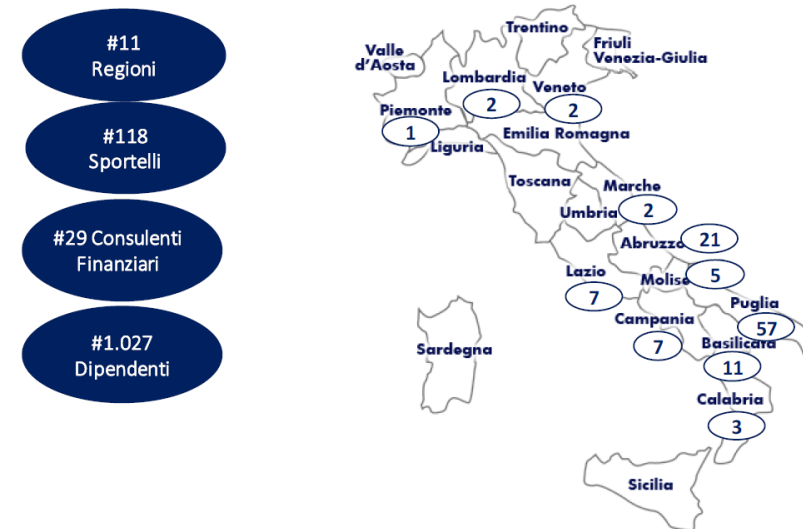 #11
Regioni
#118
Sportelli
#29 Consulenti
Finanziari
#1.027
Dipendenti
Trentino
Friuli
Venezia-Giulia
Valle
d'Aosta
Lombardia
2
Veneto
2
Piemonte
1
Emilia Romagna
Liguria
Toscana
Marche
2
Umbria
Abruzzo
21
Lazio
7
Molise
5
Puglia
57
Campania
7
Sardegna
Basilicata
11
Calabria
3
Sicilia